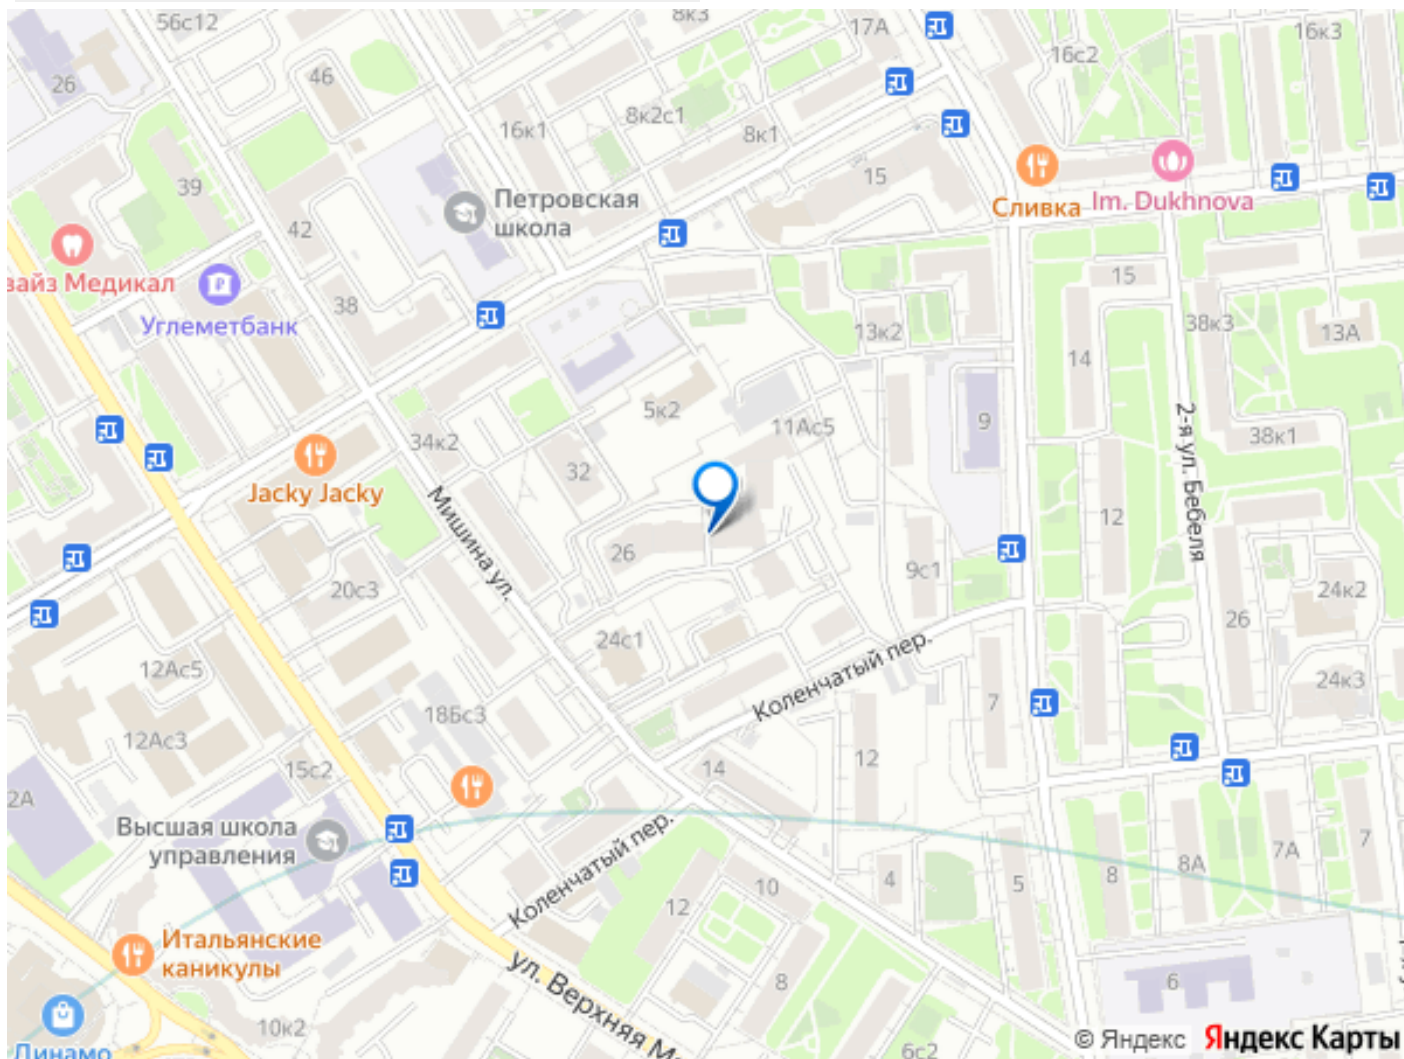 56с12
8к3
17А
16с2
16к3
26
46
16к1
8к2с1
8к1
15
39
Петровская
школа
Сливка
Im. Dukhnova
42
вайз Медикал
Углеметбанк
38
15
13к2
38к3
13А
14
5к2
34к2
11Ас5
9
38к1
32
Jacky Jacky
Мишина ул.
2-я ул. Бебеля
12
26
20с3
9с1
24к2
26
24с1
12Ас5
Коленчатый пер.
24к3
7
18Бс3
12Ас3
15с2
14
12
2А
Высшая школа
управления
Коленчатый пер.
7А
7
8А
8
4
5
10
12
Итальянские
каникулы
ул. Верхняя М
8
6
10к2
Динамо
6с2
© Яндекс Яндекс Карты